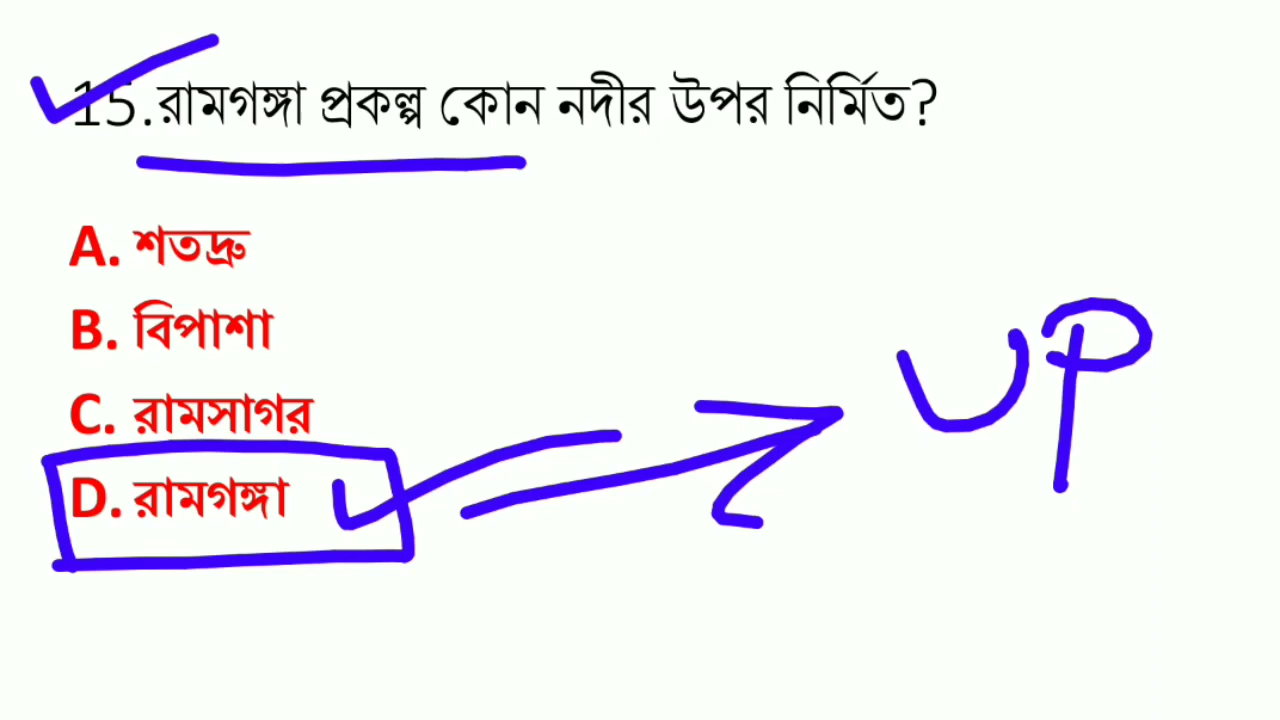 15.রামগঙ্গা প্রকল্প কোন নদীর উপর নির্মিত?
A. শতদ্রু
B. বিপাশা
C. রামসাগর
D. রামগঙ্গা
UP